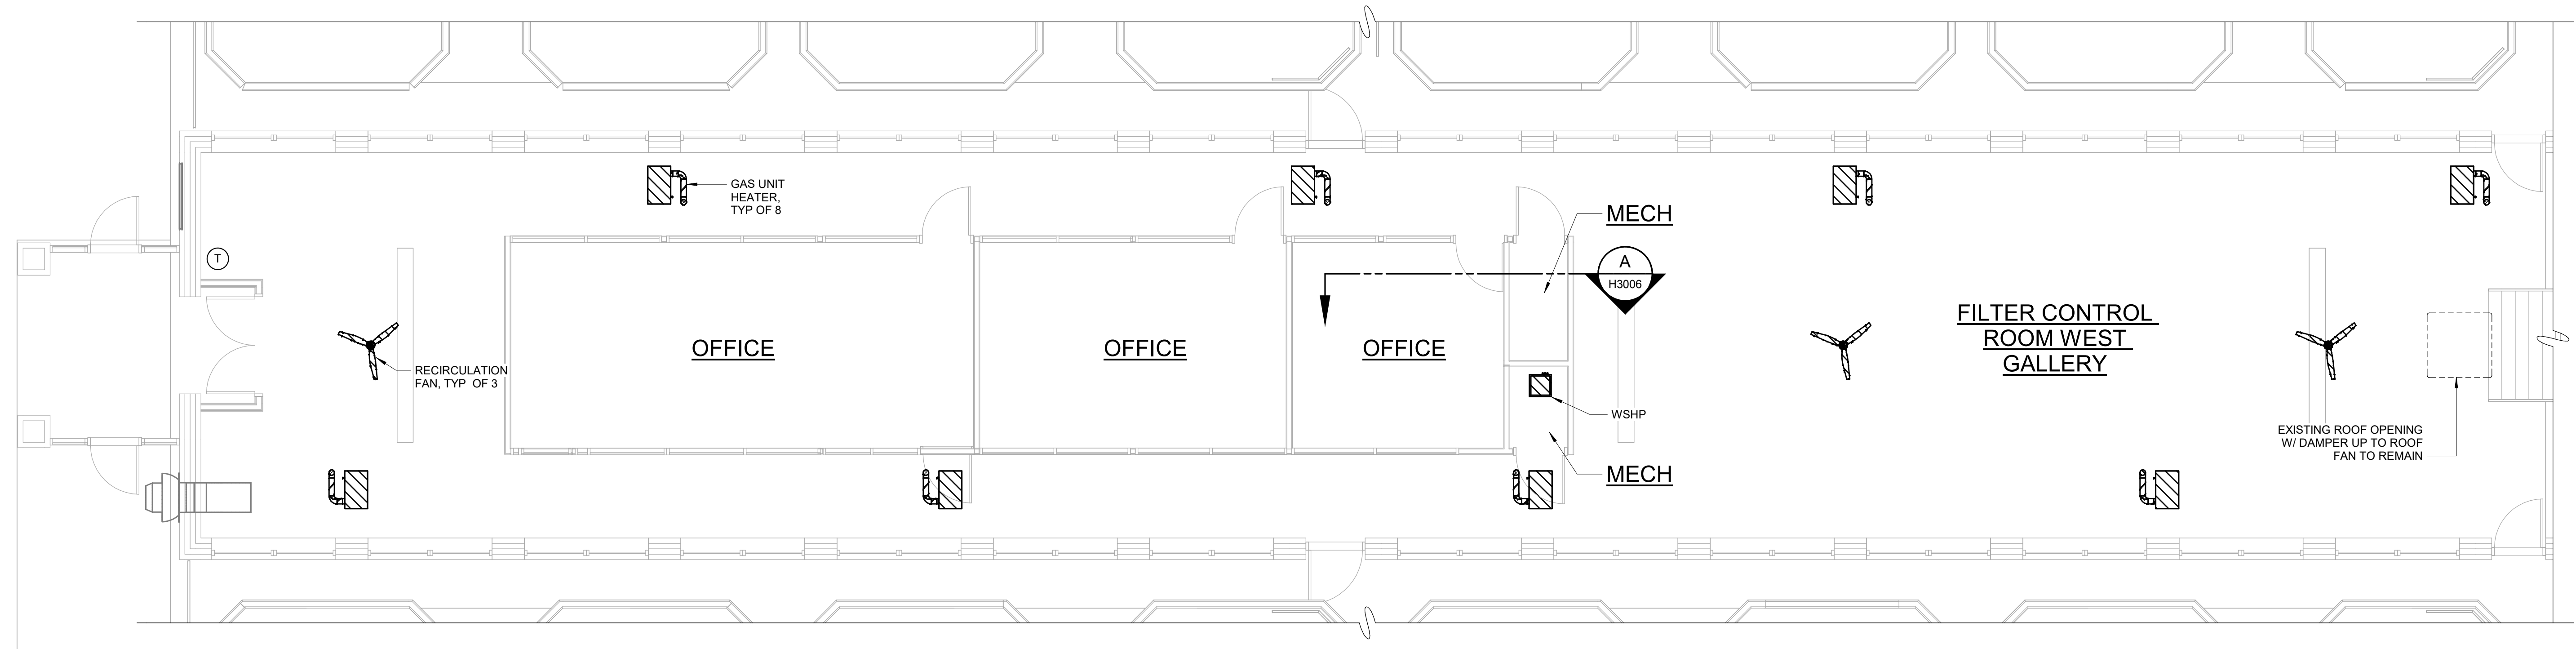 GAS UNIT
HEATER,
TYP OF 8
MECH
T
A
H3006
OFFICE
OFFICE
OFFICE
FILTER CONTROL
ROOM WEST
GALLERY
RECIRCULATION
FAN, TYP OF 3
WSHP
EXISTING ROOF OPENING
W/ DAMPER UP TO ROOF
FAN TO REMAIN
MECH